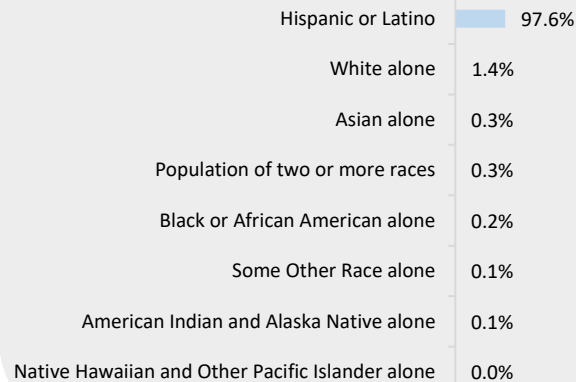 Hispanic or Latino 97.6%
White alone 1.4%
Asian alone 0.3%
Population of two or more races 0.3%
Black or African American alone 0.2%
Some Other Race alone 0.1%
American Indian and Alaska Native alone 0.1%
Native Hawaiian and Other Pacific Islander alone 0.0%